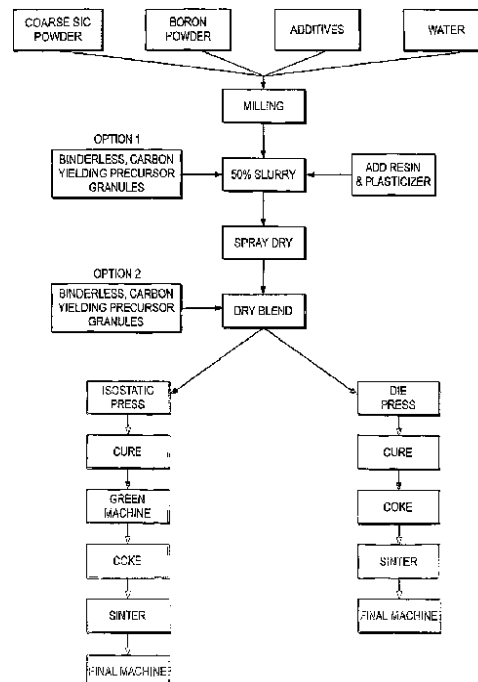 COARSE SIC
POWDER
BORON
POWDER
ADDITIVES
WATER
MILLING
OPTION 1
BINDERLESS, CARBON
YIELDING PRECURSOR
GRANULES
50% SLURRY
ADD RESIN
& PLASTICIZER
SPRAY DRY
OPTION 2
BINDERLESS, CARBON
YIELDING PRECURSOR
GRANULES
DRY BLEND
ISOSTATIC
PRESS
DIE
PRESS
CURE
CURE
GREEN
MACHINE
COKE
COKE
SINTER
SINTER
FINAL MACHINE
FINAL MACHINE